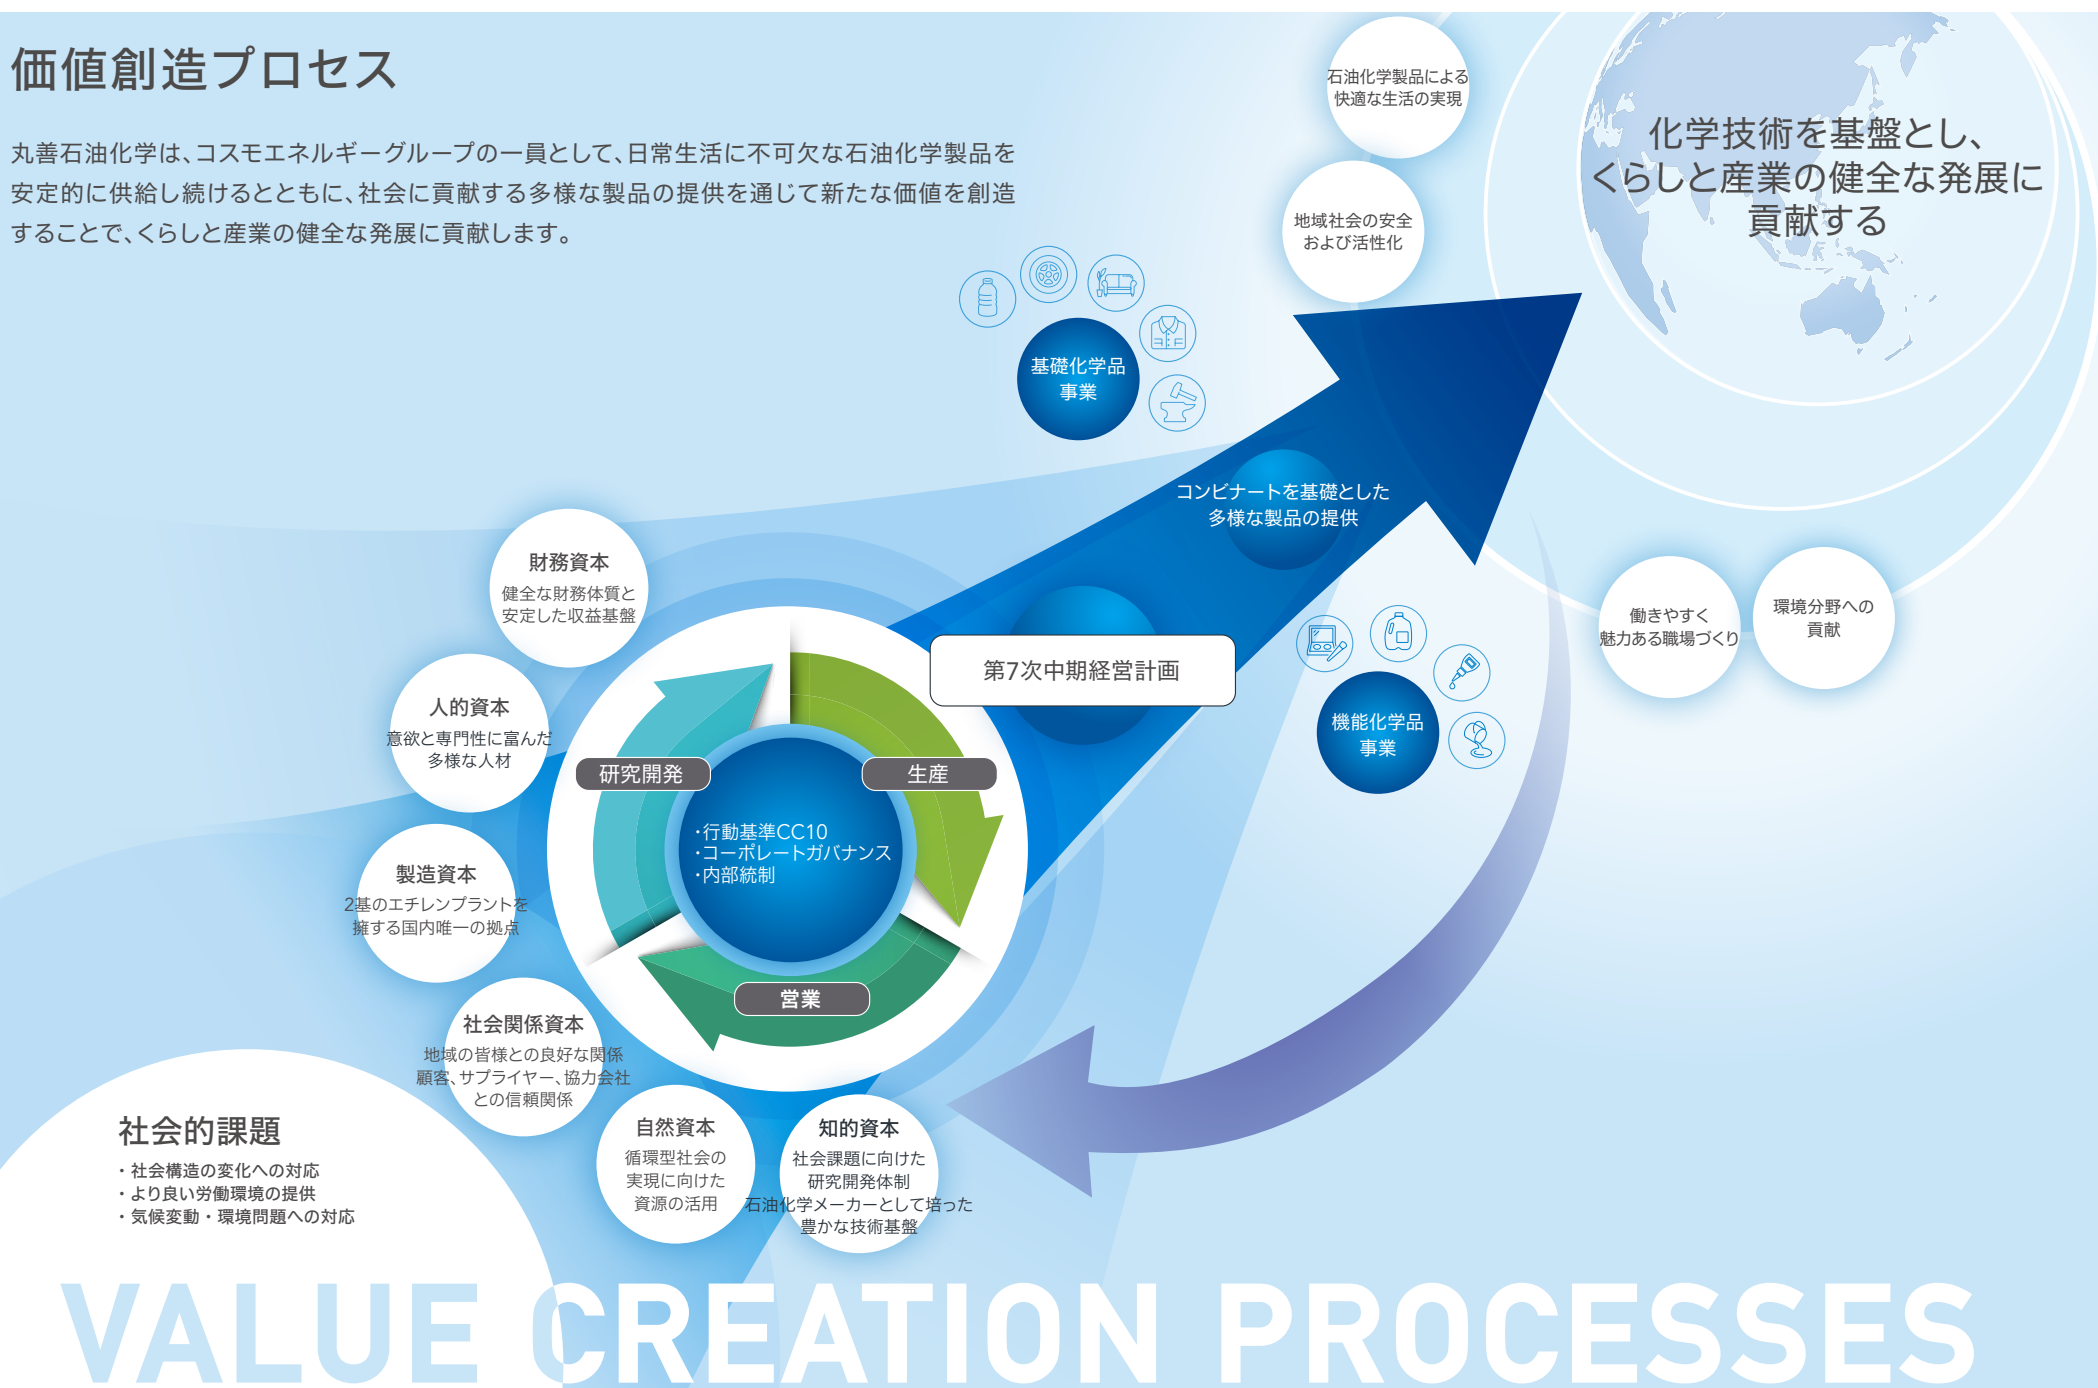 価値創造プロセス
丸善石油化学は、コスモエネルギーグループの一員として、日常生活に不可欠な石油化学製品を
安定的に供給し続けるとともに、社会に貢献する多様な製品の提供を通じて新たな価値を創造
することで、くらしと産業の健全な発展に貢献します。
石油化学製品による
快適な生活の実現
地域社会の安全
および活性化
化学技術を基盤とし、
くらしと産業の健全な発展に
貢献する
基礎化学品
事業
コンビナートを基礎とした
多様な製品の提供
第7次中期経営計画
機能化学品
事業
働きやすく
魅力ある職場づくり
環境分野への
貢献
財務資本
健全な財務体質と
安定した収益基盤
人的資本
意欲と専門性に富んだ
多様な人材
製造資本
2基のエチレンプラントを
擁する国内唯一の拠点
社会関係資本
地域の皆様との良好な関係
顧客、サプライヤー、協力会社
との信頼関係
自然資本
循環型社会の
実現に向けた
資源の活用
知的資本
社会課題に向けた
研究開発体制
石油化学メーカーとして培った
豊かな技術基盤
研究開発
生産
営業
・行動基準CC10
・コーポレートガバナンス
・内部統制
社会的課題
・社会構造の変化への対応
・より良い労働環境の提供
・気候変動・環境問題への対応
VALUE CREATION PROCESSES